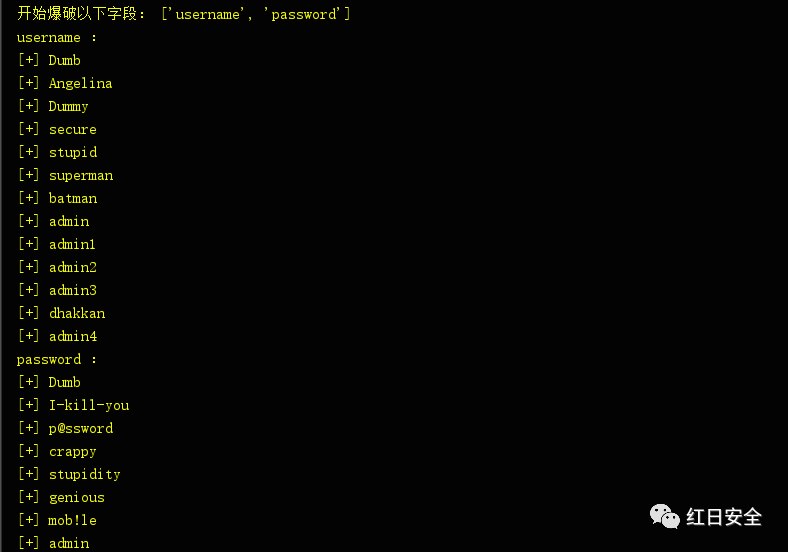 开始爆破以下字段： ['username', 'password']
username :
[+] Dumb
[+] Angelina
[+] Dummy
[+] secure
[+] stupid
[+] superman
[+] batman
[+] admin
[+] admin1
[+] admin2
[+] admin3
[+] dhakkan
[+] admin4
password :
[+] Dumb
[+] I-kill-you
[+] p@ssword
[+] crappy
[+] stupidity
[+] genious
[+] mob!le
[+] admin
红日安全